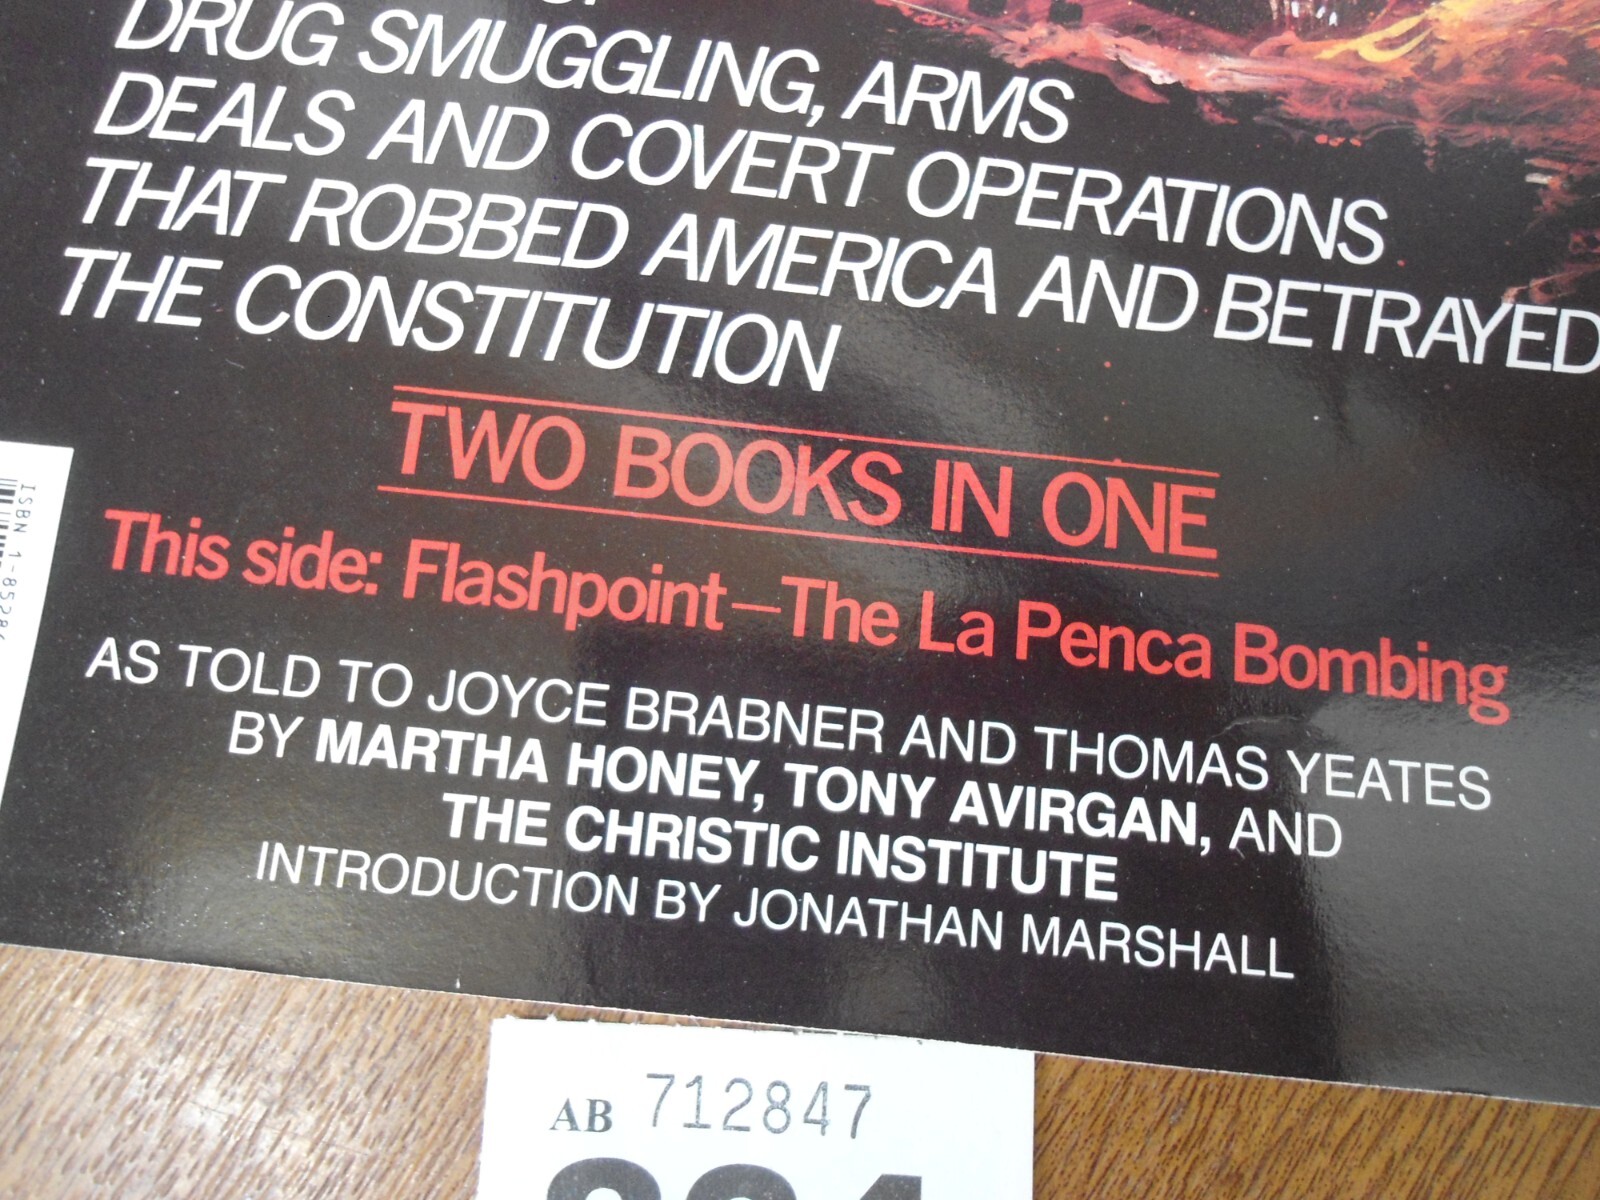 DRUG SMUGGLING, ARMS
DEALS AND COVERT OPERATIONS
THAT ROBBED AMERICA AND BETRAYED
THE CONSTITUTION
TWO BOOKS IN ONE
This side: Flashpoint—The La Penca Bombing
AS TOLD TO JOYCE BRABNER AND THOMAS YEATES
BY MARTHA HONEY, TONY AVIRGAN, AND
THE CHRISTIC INSTITUTE
INTRODUCTION BY JONATHAN MARSHALL
ISBN 1-85286
AB 712847